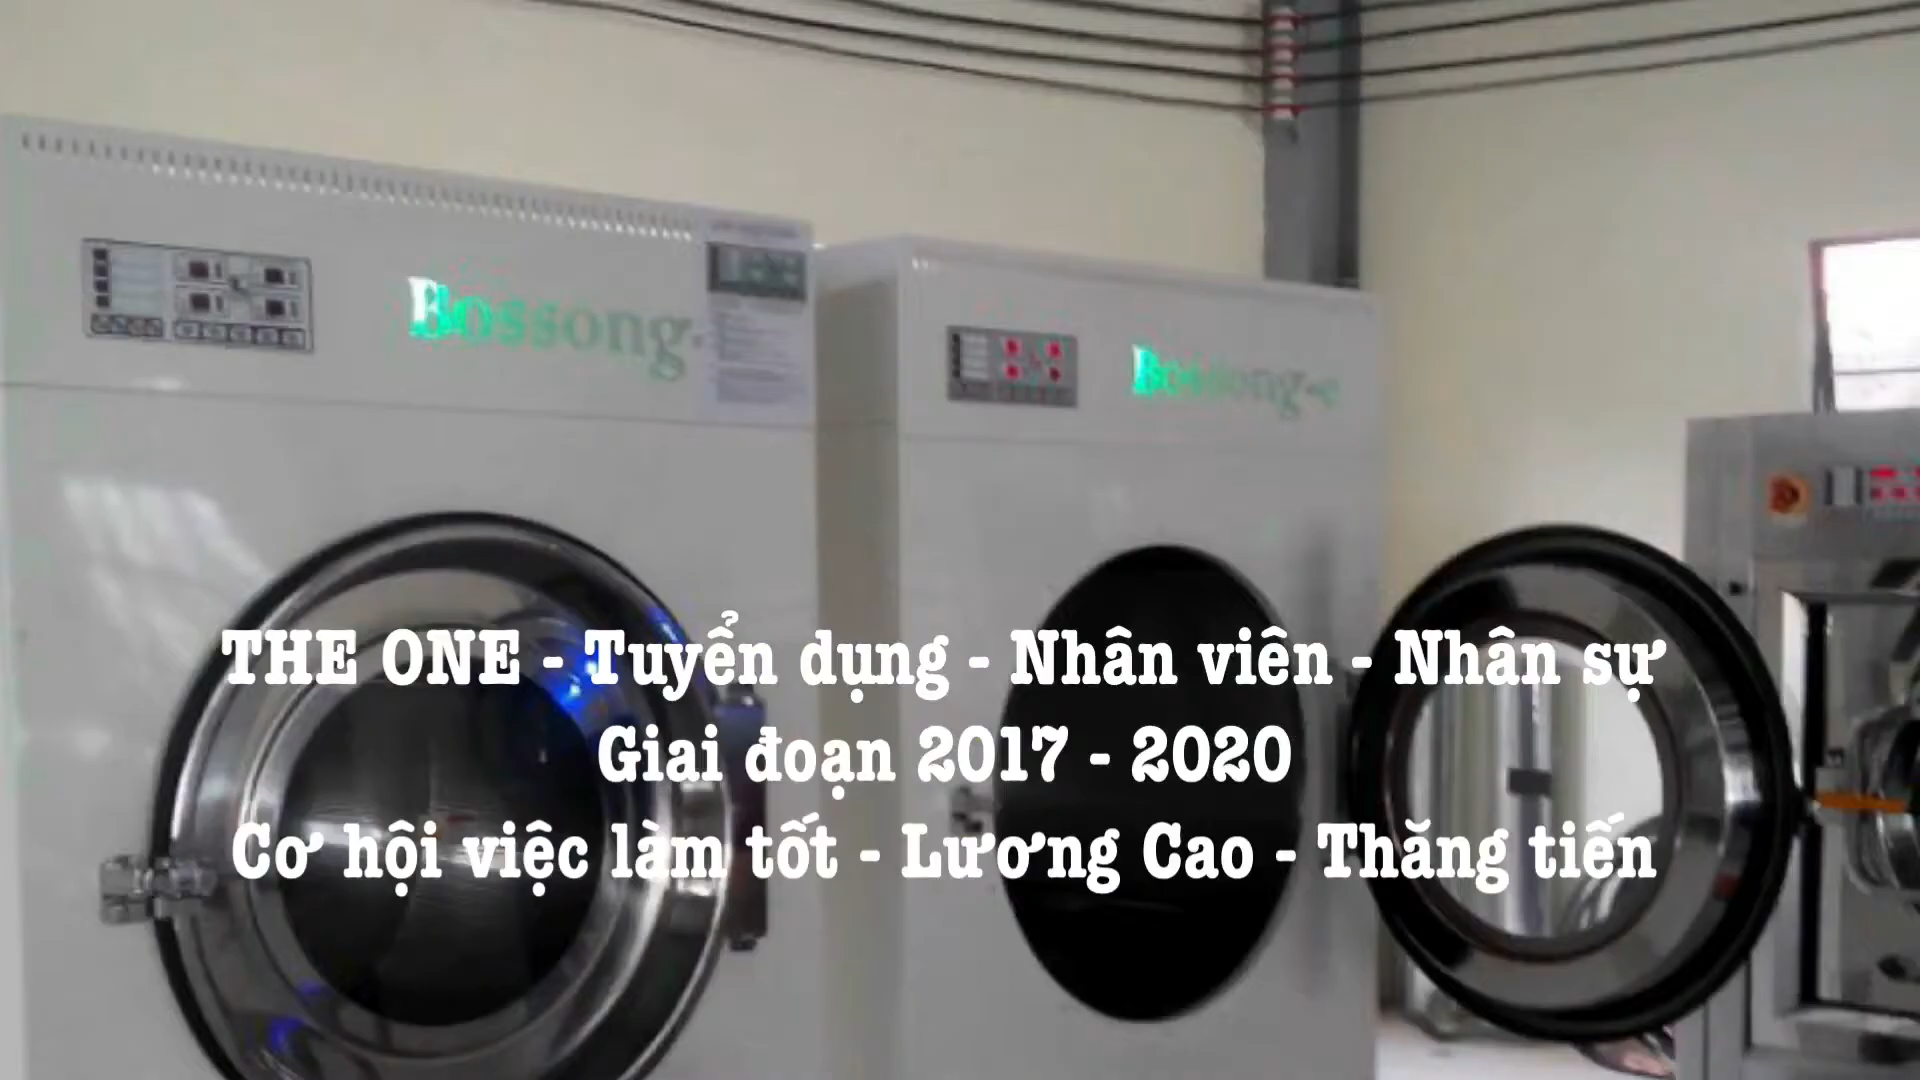 Bossong-
Bossong-e
THE ONE - Tuyển dụng - Nhân viên - Nhân sự
Giai đoạn 2017 - 2020
Cơ hội việc làm tốt - Lương Cao - Thăng tiến